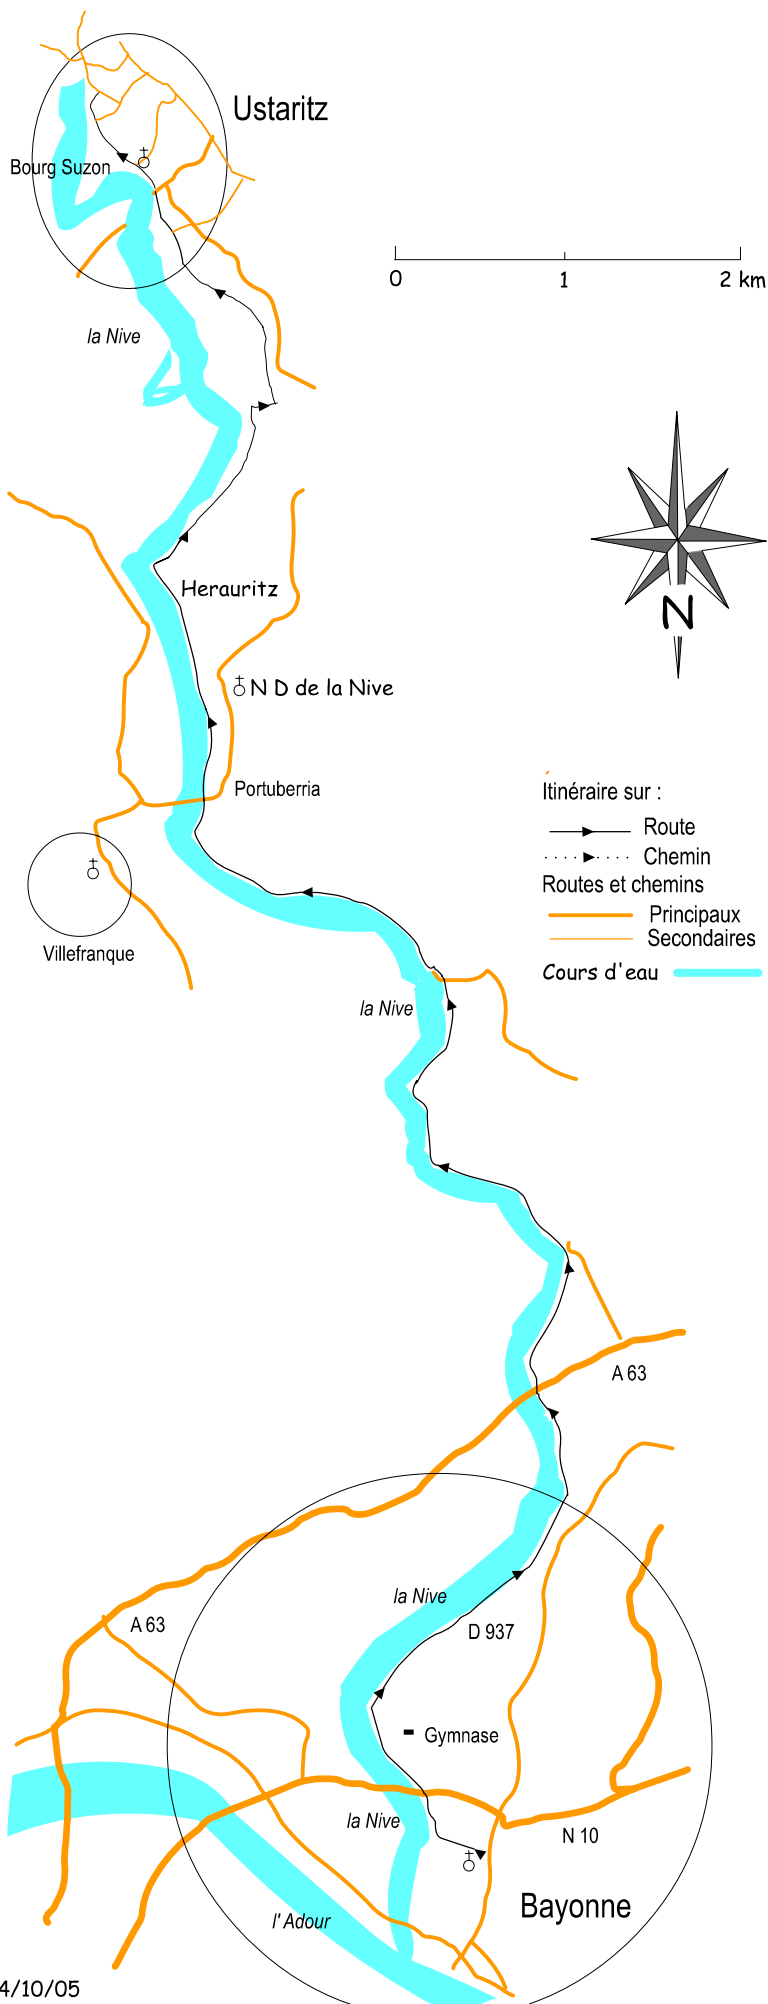 Ustaritz
Bourg Suzon
0 1 2 km
la Nive
Herauritz
N
N D de la Nive
Itinéraire sur :
Portuberria
Route
Chemin
Routes et chemins
Principaux
Secondaires
Villefranque
Cours d'eau
la Nive
A 63
la Nive
A 63
D 937
Gymnase
la Nive
N 10
Bayonne
l' Adour
4/10/05